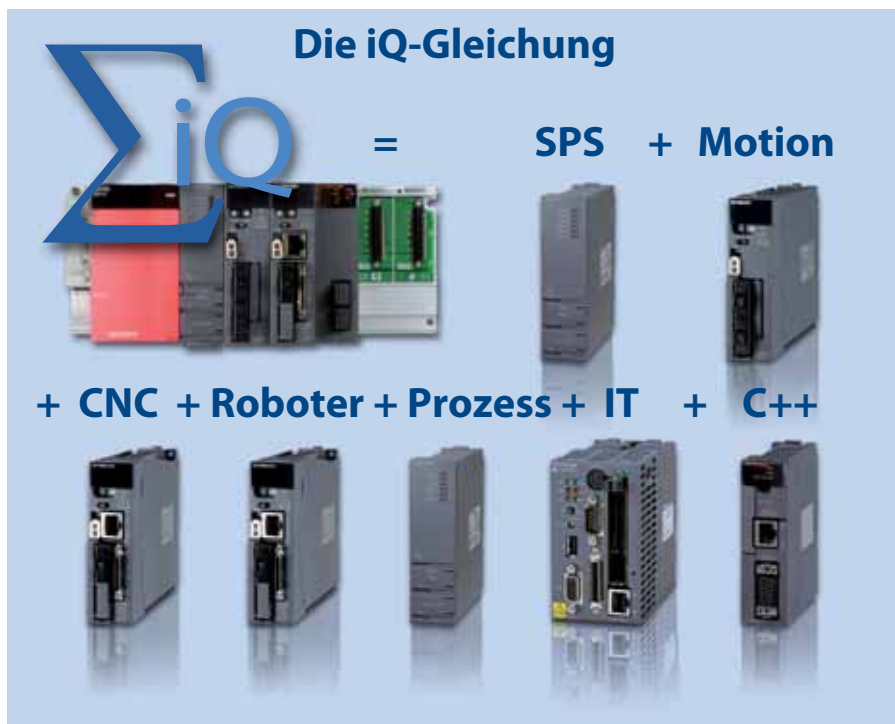 Die iQ-Gleichung
ΣiQ = SPS + Motion
+ CNC + Roboter + Prozess + IT + C++